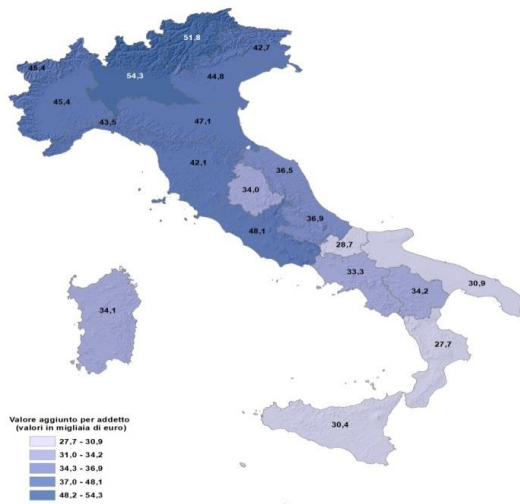 51,8
42,7
45,4
54,3
44,8
45,4
43,5
47,1
42,1
36,5
34,0
36,9
48,1
28,7
33,3
30,9
34,2
34,1
27,7
30,4
Valore aggiunto per addetto
(valori in migliaia di euro)
27,7 - 30,9
31,0 - 34,2
34,3 - 36,9
37,0 - 48,1
48,2 - 54,3